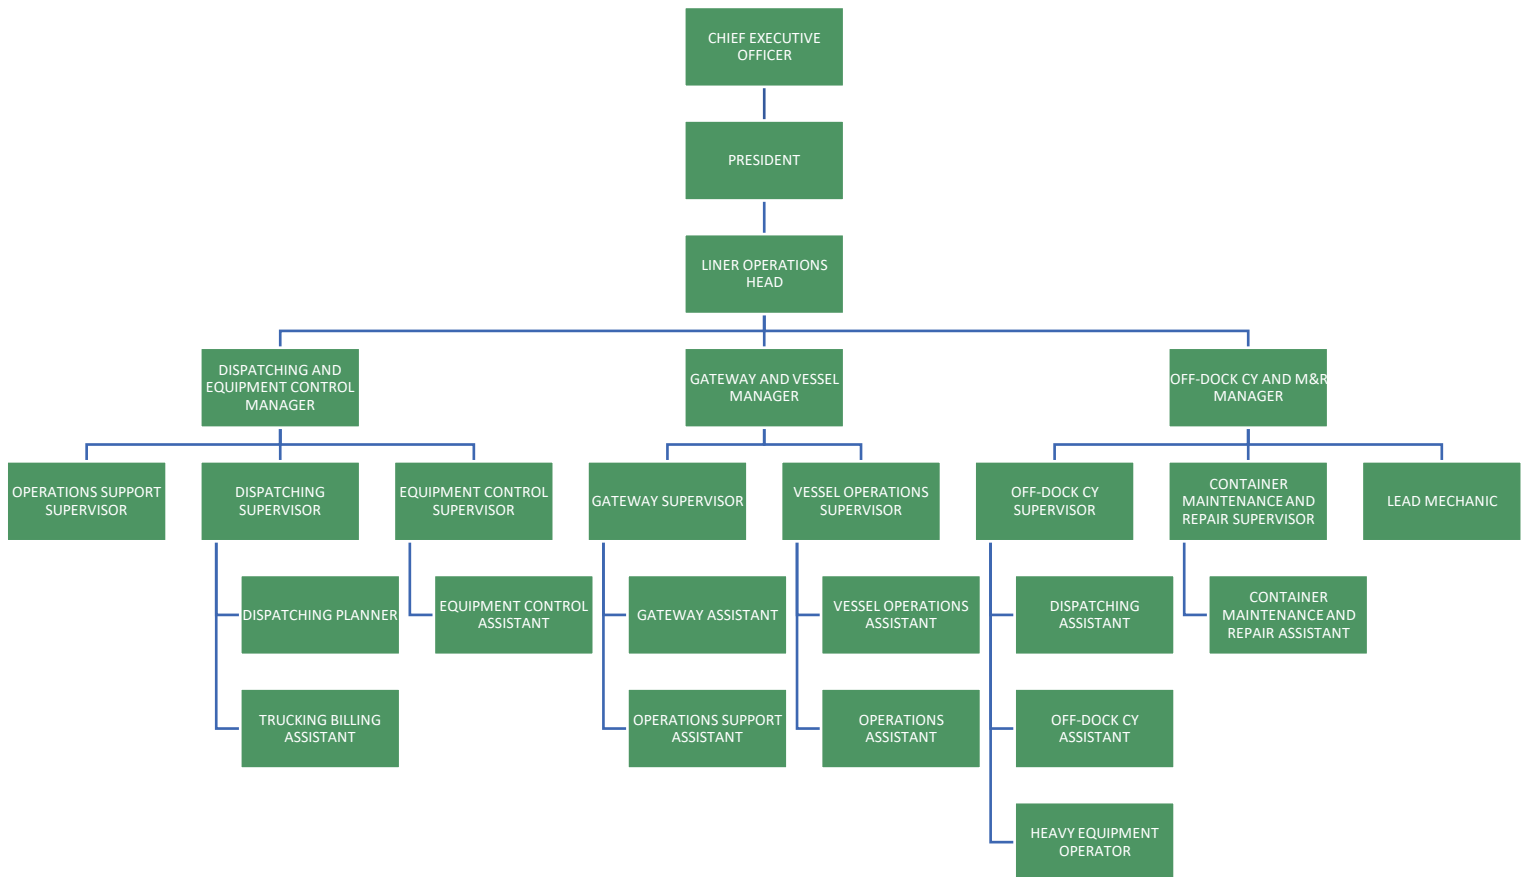 CHIEF EXECUTIVE
OFFICER
PRESIDENT
LINER OPERATIONS
HEAD
DISPATCHING AND
EQUIPMENT CONTROL
MANAGER
GATEWAY AND VESSEL
MANAGER
OFF-DOCK CY AND M&R
MANAGER
OPERATIONS SUPPORT
SUPERVISOR
DISPATCHING
SUPERVISOR
EQUIPMENT CONTROL
SUPERVISOR
GATEWAY SUPERVISOR
VESSEL OPERATIONS
SUPERVISOR
OFF-DOCK CY
SUPERVISOR
CONTAINER
MAINTENANCE AND
REPAIR SUPERVISOR
LEAD MECHANIC
DISPATCHING PLANNER
EQUIPMENT CONTROL
ASSISTANT
GATEWAY ASSISTANT
VESSEL OPERATIONS
ASSISTANT
DISPATCHING
ASSISTANT
CONTAINER
MAINTENANCE AND
REPAIR ASSISTANT
TRUCKING BILLING
ASSISTANT
OPERATIONS SUPPORT
ASSISTANT
OPERATIONS
ASSISTANT
OFF-DOCK CY
ASSISTANT
HEAVY EQUIPMENT
OPERATOR